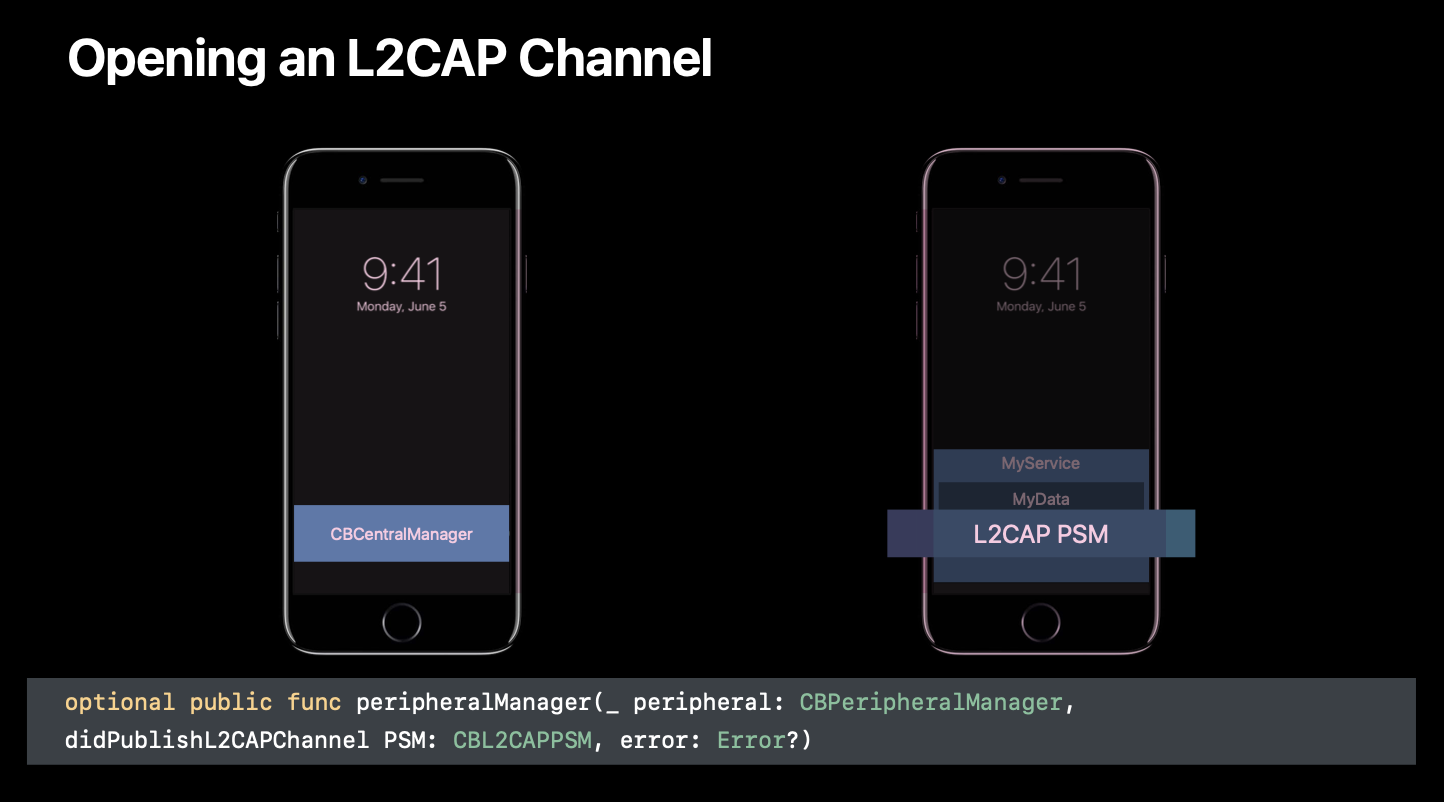 Opening an L2CAP Channel
9:41
Monday, June 5
CBCentralManager
9:41
Monday, June 5
MyService
MyData
L2CAP PSM
optional public func peripheralManager(_ peripheral: CBPeripheralManager,
didPublishL2CAPChannel PSM: CBL2CAPPSM, error: Error?)